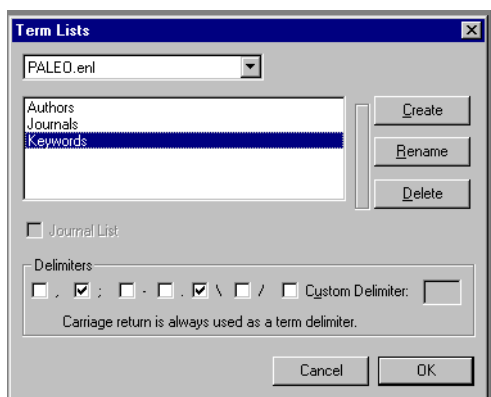 Term Lists
PALEO.enl
Authors
Journals
Keywords
Create
Rename
Delete
Journal List
Delimiters
, ; - . \ / Custom Delimiter:
Carriage return is always used as a term delimiter.
Cancel OK